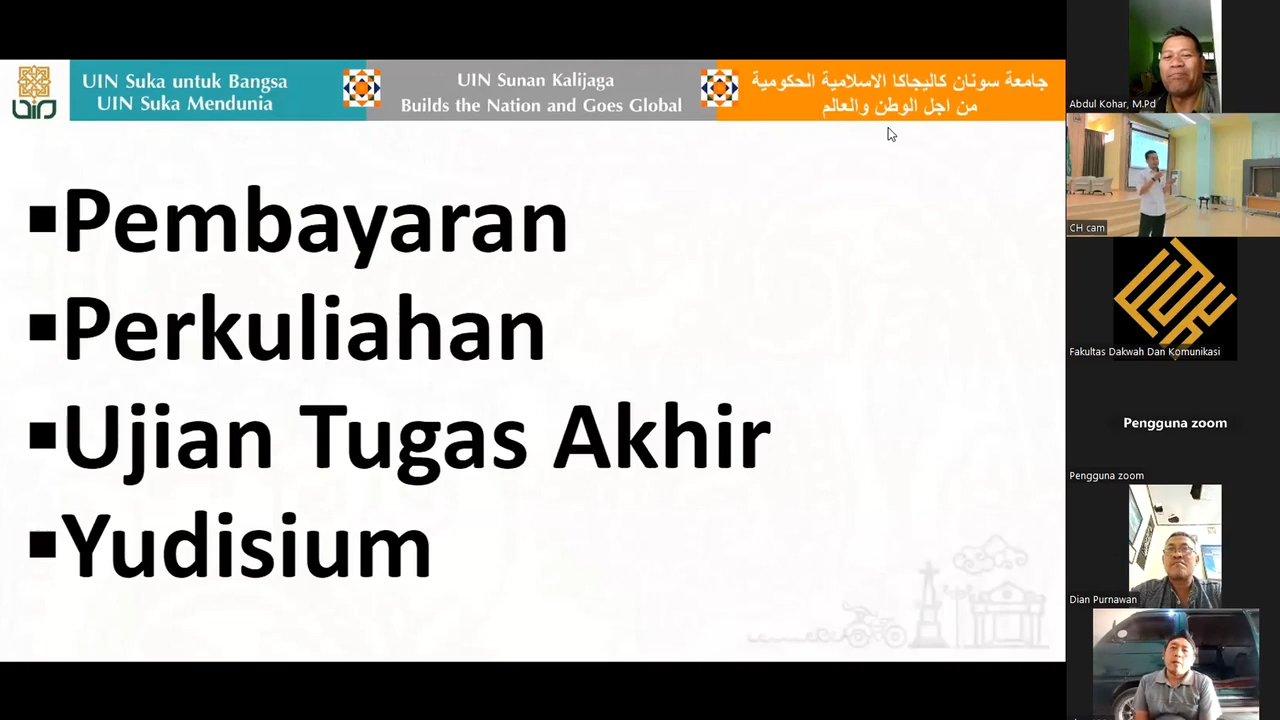 UIN Suka untuk Bangsa
UIN Suka Mendunia
UIN Sunan Kalijaga
Builds the Nation and Goes Global
جامعة سونان كاليجاكا الاسلامية الحكومية
من اجل الوطن والعالم
▪Pembayaran
▪Perkuliahan
▪Ujian Tugas Akhir
▪Yudisium
Abdul Kohar, M.Pd
CH cam
Fakultas Dakwah Dan Komunikasi
Pengguna zoom
Pengguna zoom
Dian Purnawan